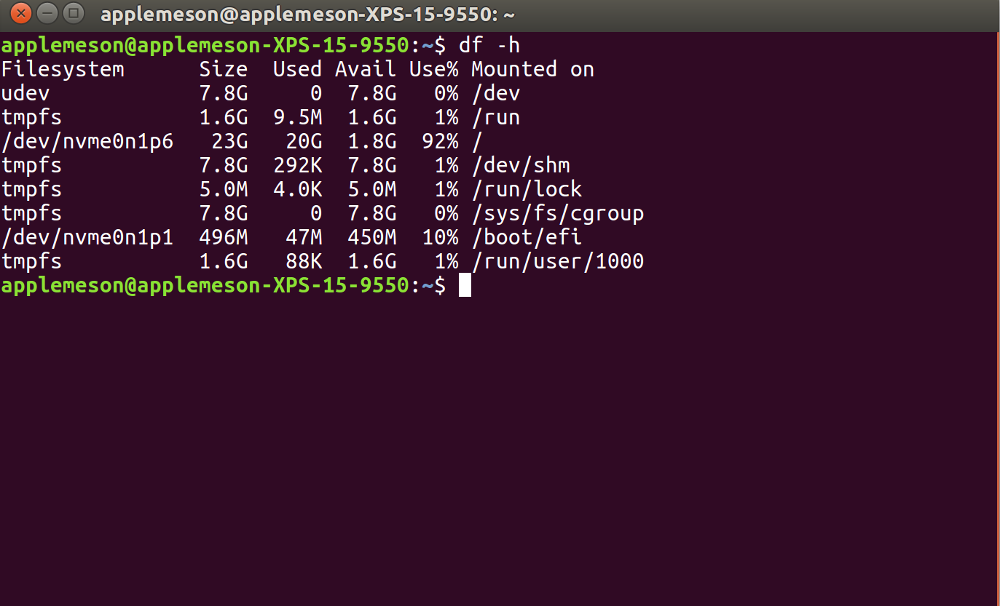 applemeson@applemeson-XPS-15-9550: ~
applemeson@applemeson-XPS-15-9550:~$ df -h
Filesystem      Size  Used Avail Use% Mounted on
udev            7.8G     0  7.8G   0% /dev
tmpfs           1.6G  9.5M  1.6G   1% /run
/dev/nvme0n1p6   23G   20G  1.8G  92% /
tmpfs           7.8G  292K  7.8G   1% /dev/shm
tmpfs           5.0M  4.0K  5.0M   1% /run/lock
tmpfs           7.8G     0  7.8G   0% /sys/fs/cgroup
/dev/nvme0n1p1  496M   47M  450M  10% /boot/efi
tmpfs           1.6G   88K  1.6G   1% /run/user/1000
applemeson@applemeson-XPS-15-9550:~$